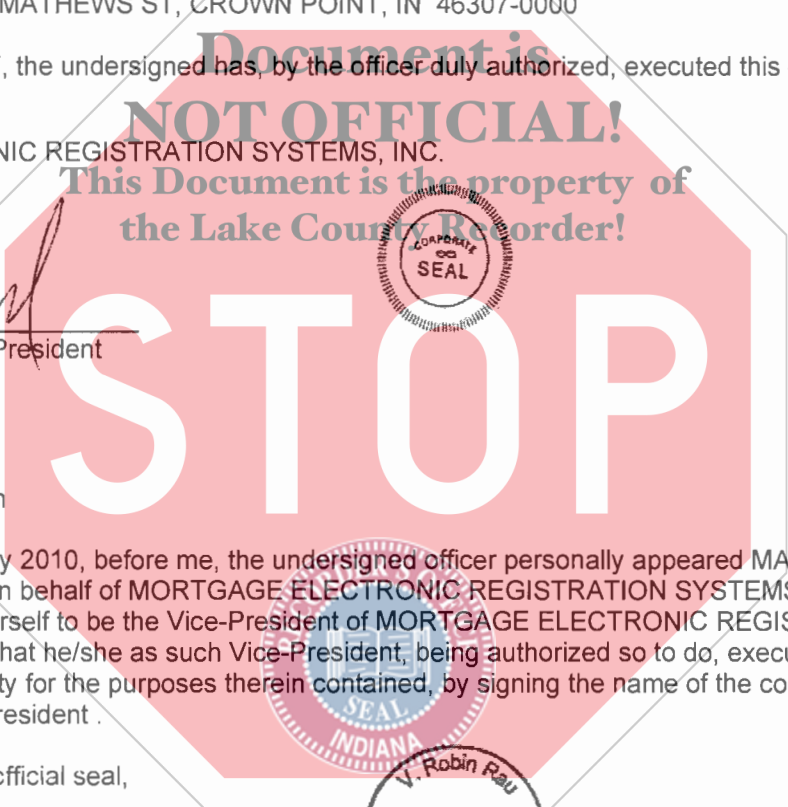 MATHEWS ST, CROWN POINT, IN 46307-0000
Document is
, the undersigned has, by the officer duly authorized, executed this
NOT OFFICIAL!
NIC REGISTRATION SYSTEMS, INC.
This Document is the property of
the Lake County Recorder!
CORPORATE
SEAL
President
STOP
n
y 2010, before me, the undersigned officer personally appeared MA
n behalf of MORTGAGE ELECTRONIC REGISTRATION SYSTEMS
rself to be the Vice-President of MORTGAGE ELECTRONIC REGIS
hat he/she as such Vice-President, being authorized so to do, execu
ty for the purposes therein contained, by signing the name of the co
resident .
RECORDER'S OFFICE
SEAL
INDIANA
official seal,
V. Robin Rau